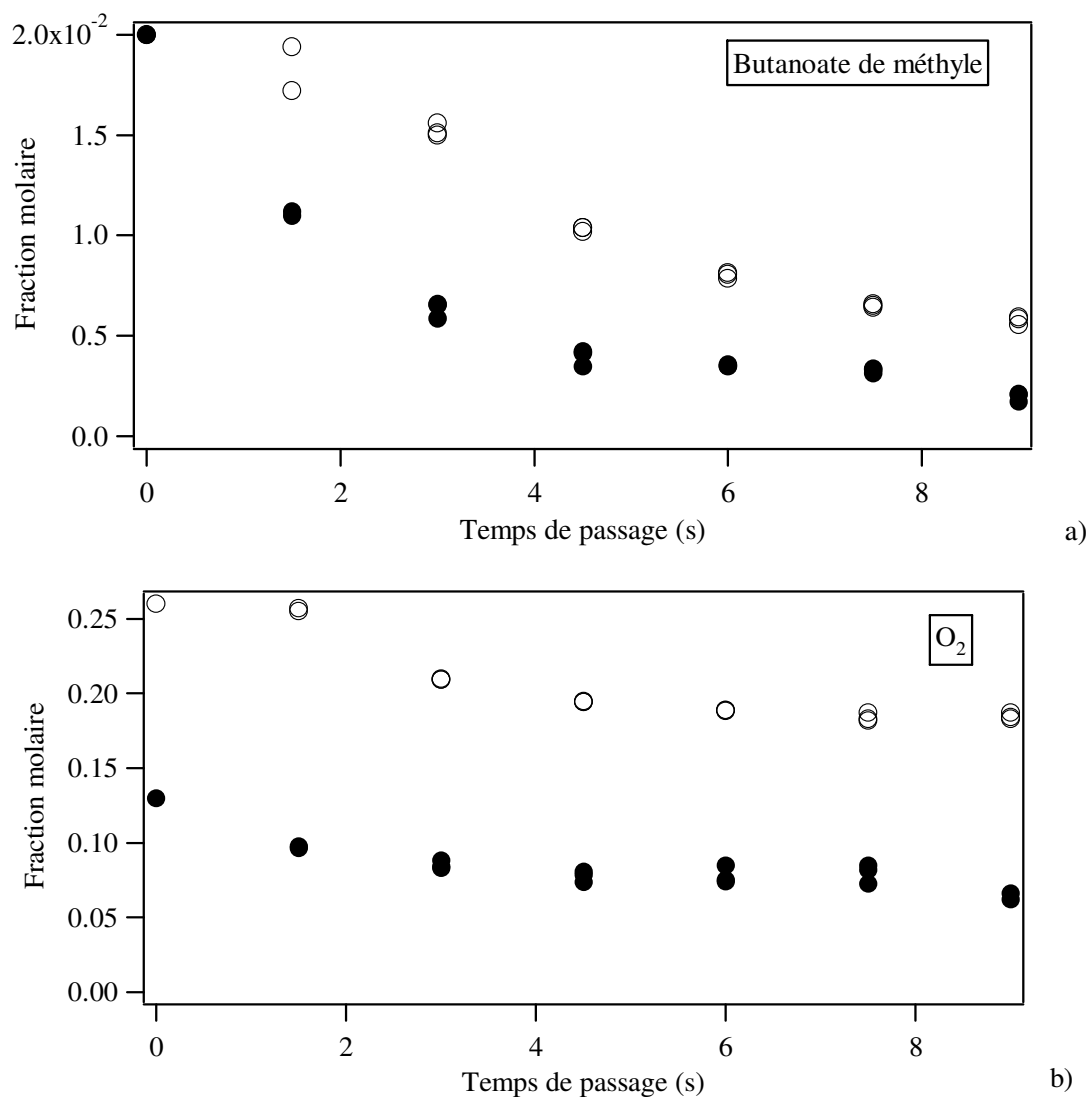 2.0x10-2
Butanoate de méthyle
1.5
1.0
0.5
0.0
Fraction molaire
0 2 4 6 8
Temps de passage (s)
a)
0.25
O2
0.20
0.15
0.10
0.05
0.00
Fraction molaire
0 2 4 6 8
Temps de passage (s)
b)